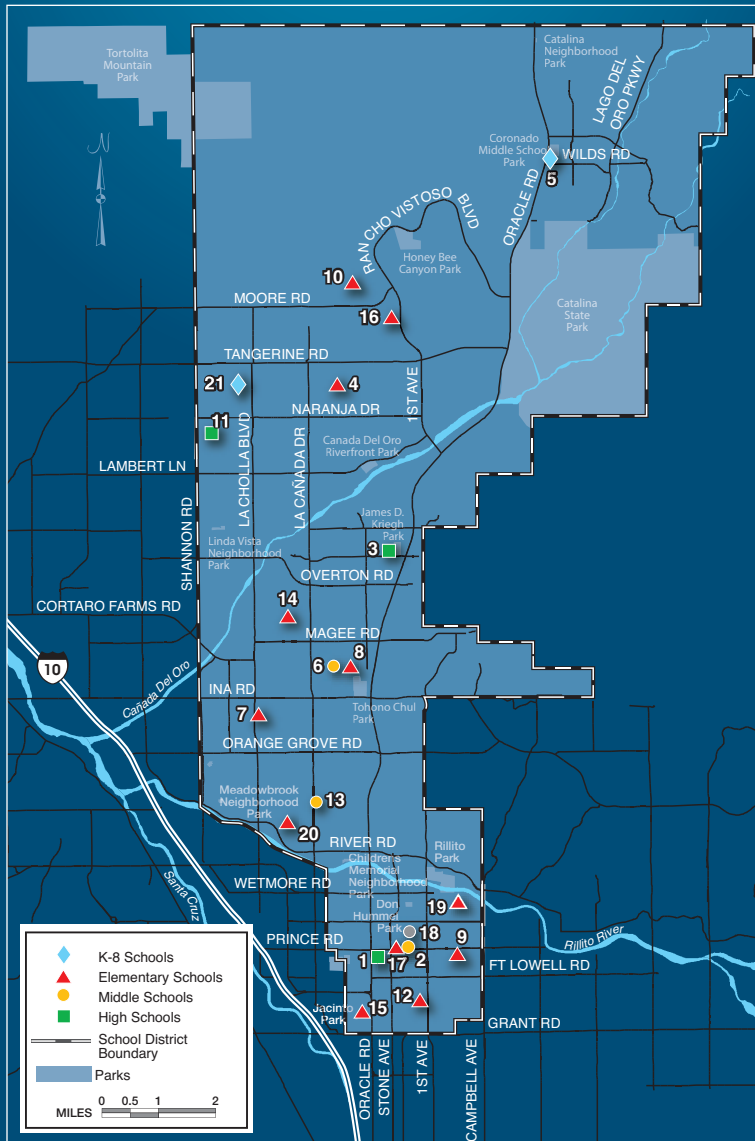 Tortolita
Mountain
Park
Catalina
Neighborhood
Park
LAGO DEL
ORO PKWY
N
Coronado
Middle School
Park
WILDS RD
5
ORACLE RD
RAN CHO VISTOSO BLVD
Honey Bee
Canyon Park
10
MOORE RD
16
Catalina
State
Park
TANGERINE RD
21
4
1ST AVE
NARANJA DR
11
LA CHOLLA BLVD
LA CAÑADA DR
Canada Del Oro
Riverfront Park
LAMBERT LN
SHANNON RD
James D.
Kriegh
Park
Linda Vista
Neighborhood
Park
3
OVERTON RD
14
CORTARO FARMS RD
MAGEE RD
10
6
8
Cañada Del Oro
INA RD
Tohono Chul
Park
7
ORANGE GROVE RD
Meadowbrook
Neighborhood
Park
13
20
RIVER RD
Children's
Memorial
Neighborhood
Park
Rillito
Park
WETMORE RD
Santa Cruz
Don
Hummel
Park
19
18
PRINCE RD
9
Rillito River
1
17
2
FT LOWELL RD
12
15
Jacinto
Park
GRANT RD
ORACLE RD
STONE AVE
1ST AVE
CAMPBELL AVE
K-8 Schools
Elementary Schools
Middle Schools
High Schools
School District
Boundary
Parks
MILES
0 0.5 1 2